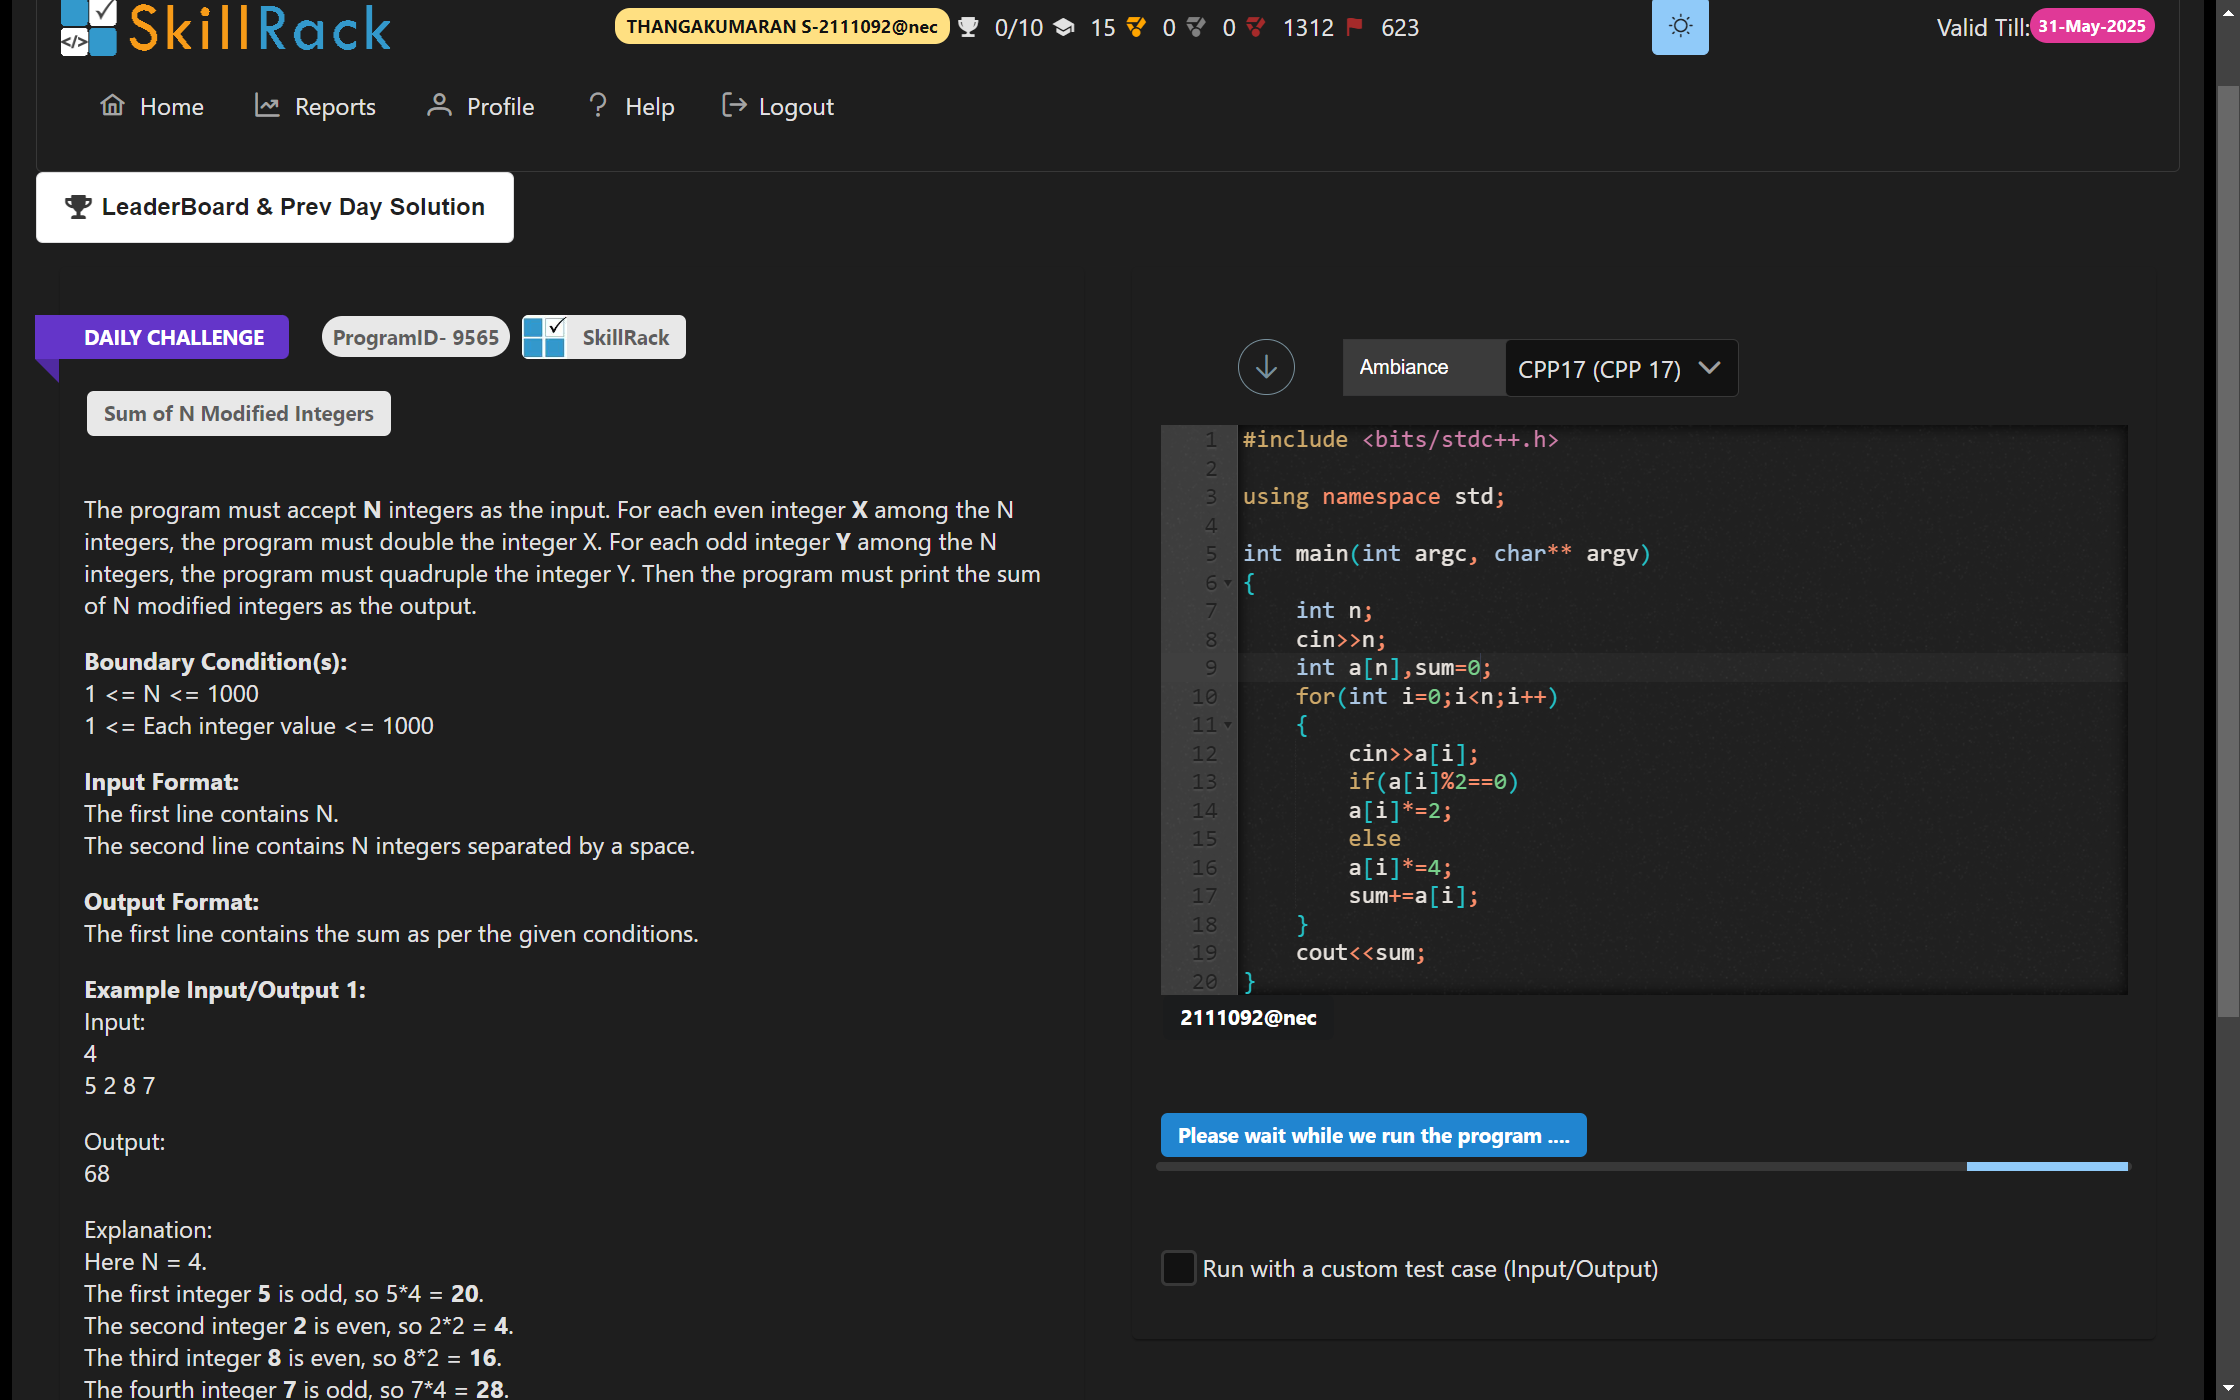 SkillRack
THANGAKUMARAN S-2111092@nec 0/10 15 0 0 1312 623
Valid Till: 31-May-2025
Home Reports Profile ? Help Logout
LeaderBoard & Prev Day Solution
DAILY CHALLENGE
ProgramID- 9565
SkillRack
Sum of N Modified Integers
The program must accept N integers as the input. For each even integer X among the N
integers, the program must double the integer X. For each odd integer Y among the N
integers, the program must quadruple the integer Y. Then the program must print the sum
of N modified integers as the output.
Boundary Condition(s):
1 <= N <= 1000
1 <= Each integer value <= 1000
Input Format:
The first line contains N.
The second line contains N integers separated by a space.
Output Format:
The first line contains the sum as per the given conditions.
Example Input/Output 1:
Input:
4
5 2 8 7
Output:
68
Explanation:
Here N = 4.
The first integer 5 is odd, so 5*4 = 20.
The second integer 2 is even, so 2*2 = 4.
The third integer 8 is even, so 8*2 = 16.
The fourth integer 7 is odd, so 7*4 = 28.
Ambiance
CPP17 (CPP 17)
1 #include <bits/stdc++.h>
2
3 using namespace std;
4
5 int main(int argc, char** argv)
6 {
7 int n;
8 cin>>n;
9 int a[n],sum=0;
10 for(int i=0;i<n;i++)
11 {
12 cin>>a[i];
13 if(a[i]%2==0)
14 a[i]*=2;
15 else
16 a[i]*=4;
17 sum+=a[i];
18 }
19 cout<<sum;
20 }
2111092@nec
Please wait while we run the program ....
Run with a custom test case (Input/Output)